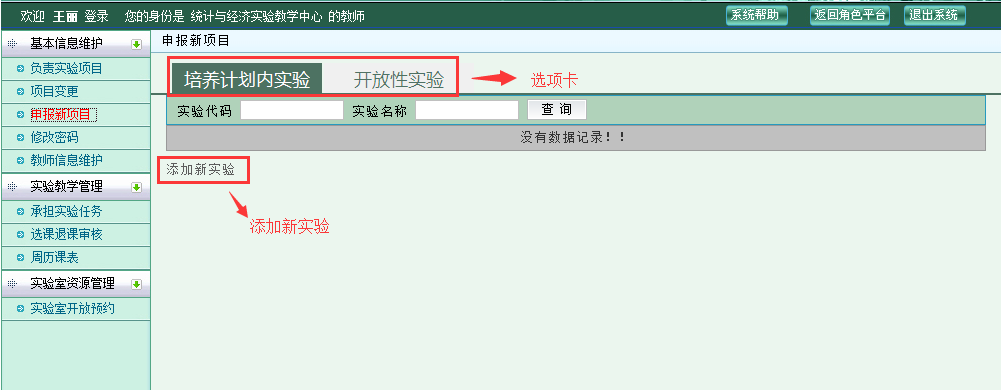 欢迎 王丽 登录 您的身份是 统计与经济实验教学中心 的教师 系统帮助 返回角色平台 退出系统
基本信息维护
负责实验项目
项目变更
申报新项目
修改密码
教师信息维护
实验教学管理
承担实验任务
选课退课审核
周历课表
实验室资源管理
实验室开放预约
申报新项目
培养计划内实验 开放性实验 选项卡
实验代码 实验名称 查 询
没有数据记录！！
添加新实验
添加新实验